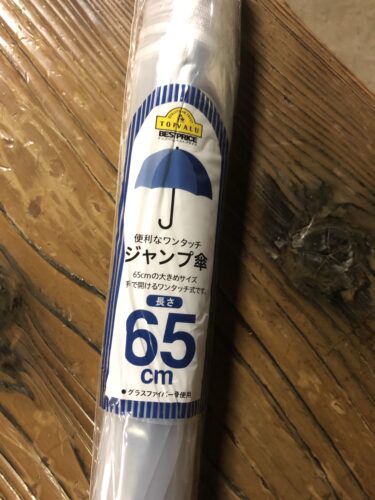 TOPVALU
BESTPRICE
便利なワンタッチ
ジャンプ傘
65cmの大きめサイズ
手で開けるワンタッチ式です。
長さ
65
cm
●グラスファイバー骨使用